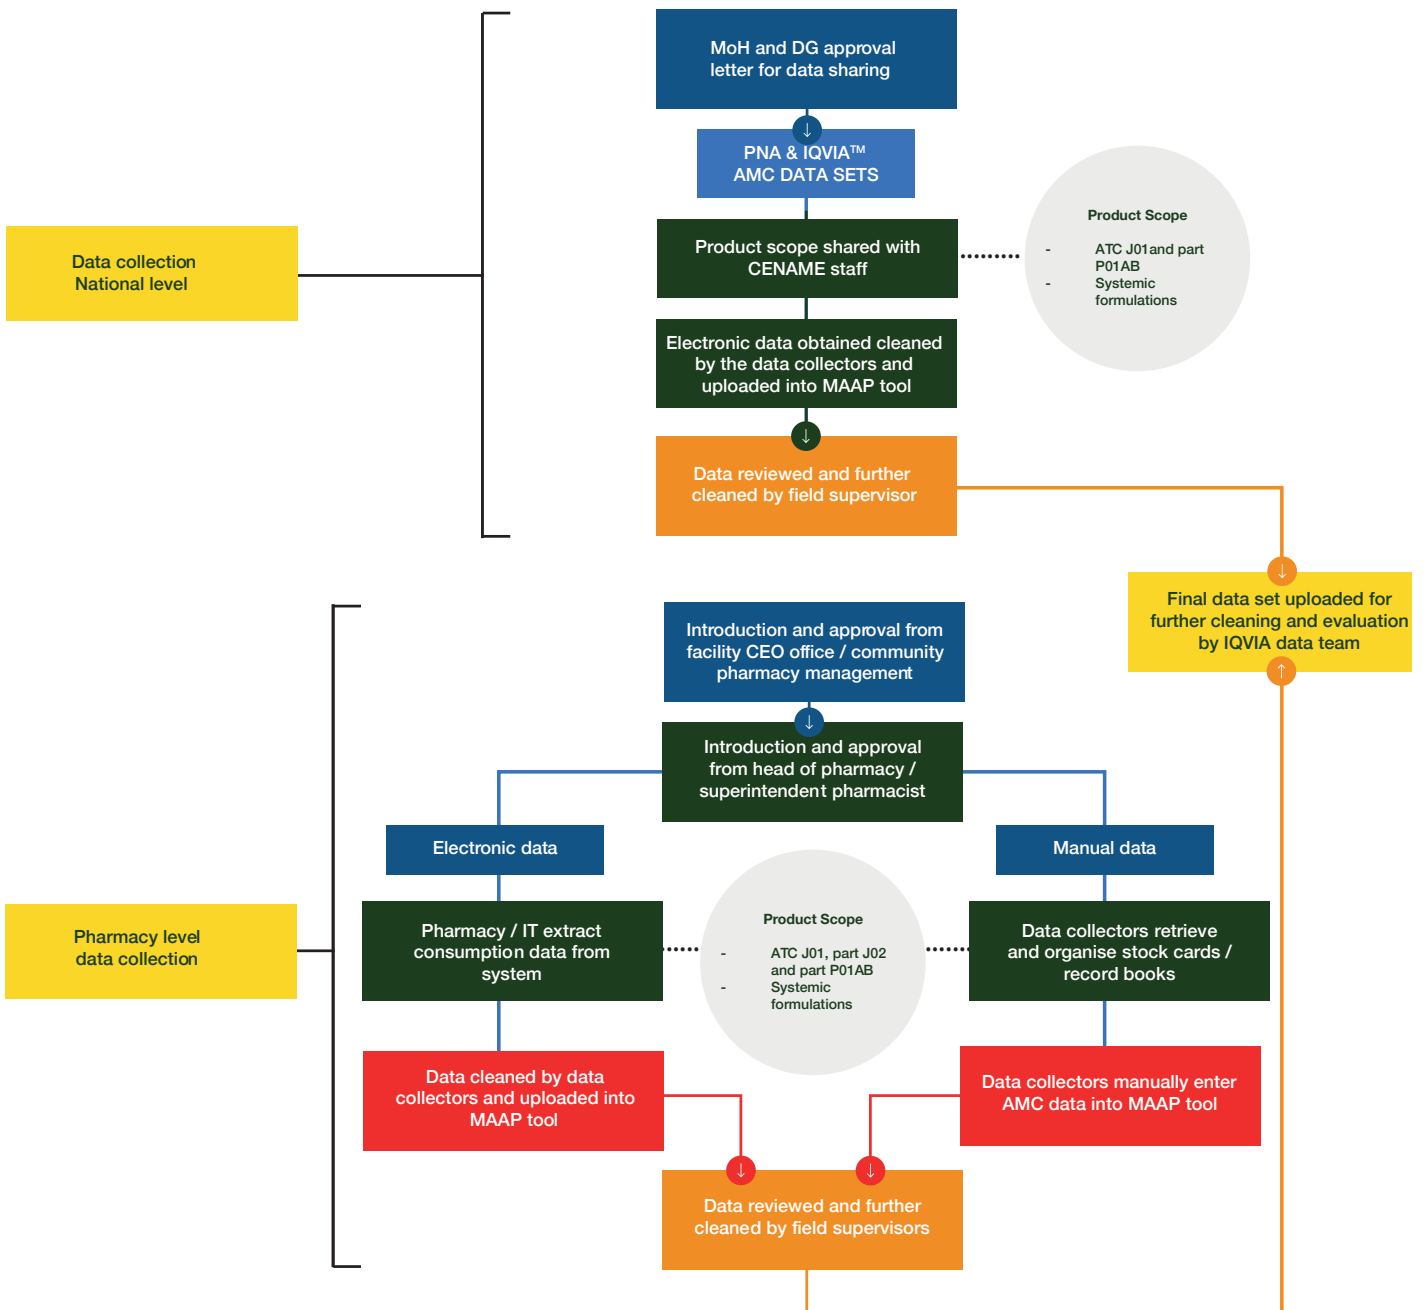 MoH and DG approval
letter for data sharing
PNA & IQVIA™
AMC DATA SETS
Data collection
National level
Product scope shared with
CENAME staff
Product Scope
- ATC J01and part
P01AB
- Systemic
formulations
Electronic data obtained cleaned
by the data collectors and
uploaded into MAAP tool
Data reviewed and further
cleaned by field supervisor
Final data set uploaded for
further cleaning and evaluation
by IQVIA data team
Introduction and approval from
facility CEO office / community
pharmacy management
Introduction and approval
from head of pharmacy /
superintendent pharmacist
Electronic data
Manual data
Pharmacy level
data collection
Pharmacy / IT extract
consumption data from
system
Product Scope
- ATC J01, part J02
and part P01AB
- Systemic
formulations
Data collectors retrieve
and organise stock cards /
record books
Data cleaned by data
collectors and uploaded into
MAAP tool
Data collectors manually enter
AMC data into MAAP tool
Data reviewed and further
cleaned by field supervisors